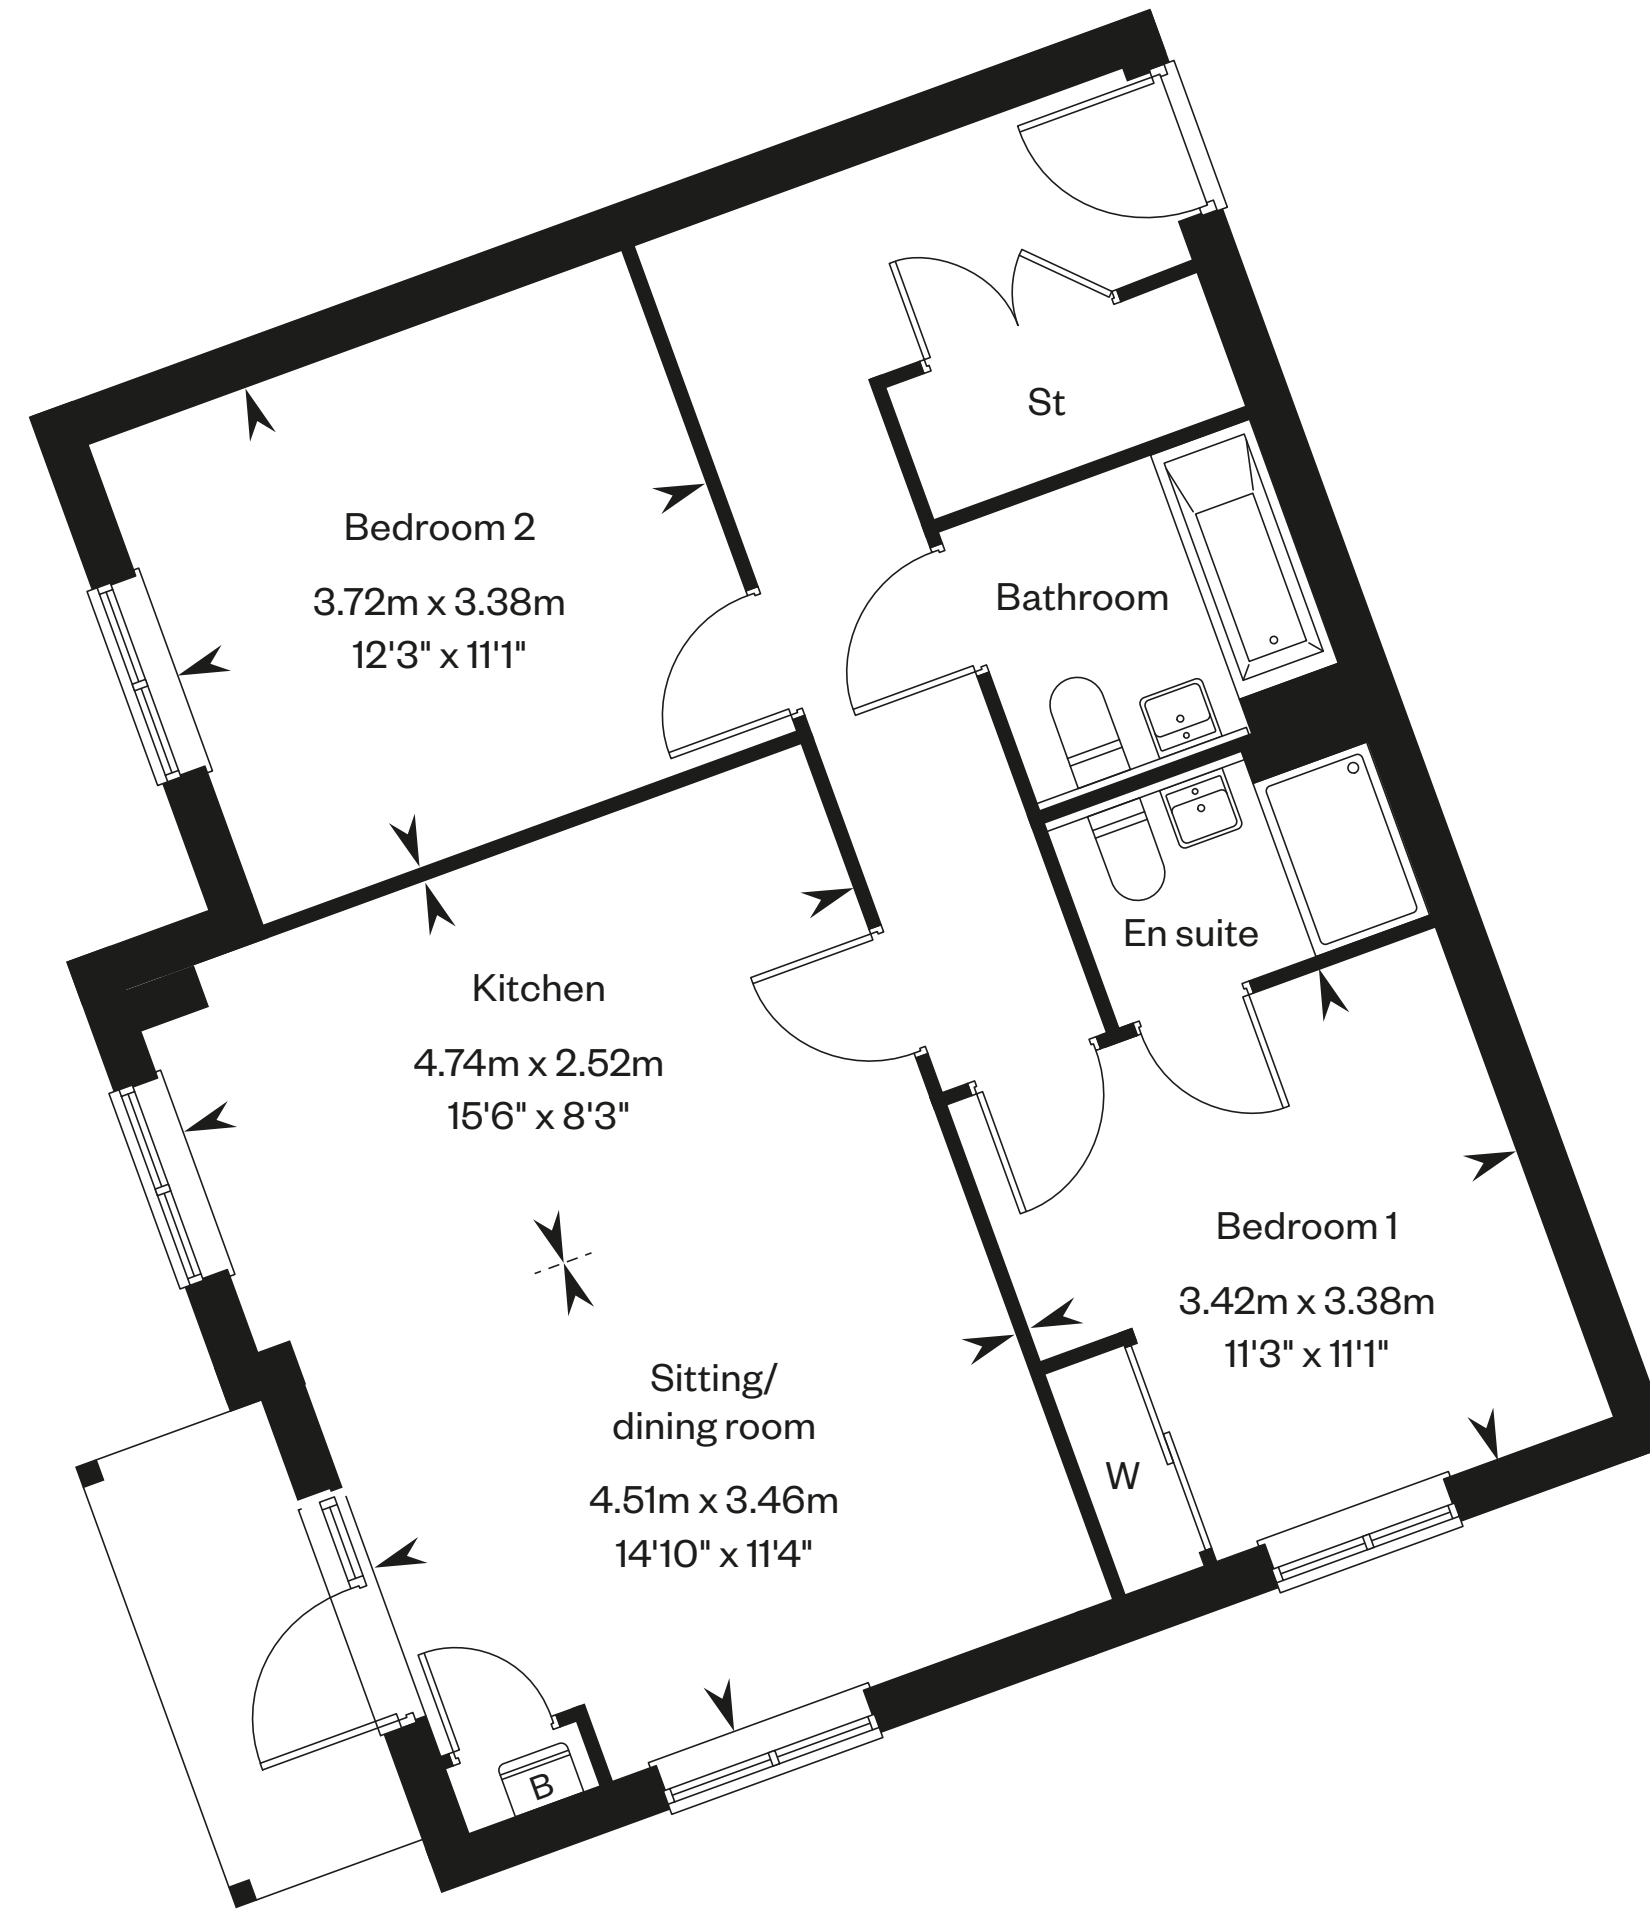 St
Bedroom 2
3.72m x 3.38m
12'3" x 11'1"
Bathroom
En suite
Kitchen
4.74m x 2.52m
15'6" x 8'3"
Bedroom 1
3.42m x 3.38m
11'3" x 11'1"
Sitting/
dining room
4.51m x 3.46m
14'10" x 11'4"
W
B